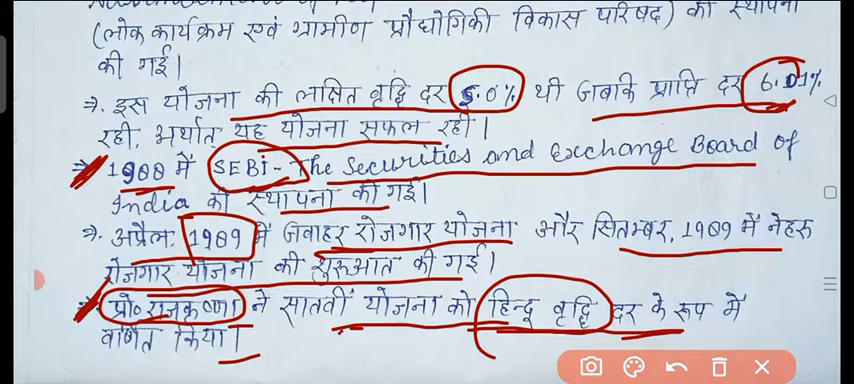 (लोक कार्यक्रम एवं ग्रामीण प्रौद्योगिकी विकास परिषद) की स्थापना
की गई।
⇒. इस योजना की लक्षित वृद्धि दर 5.0% थी जबकि प्राप्ति दर 6.01%
रही, अर्थात् यह योजना सफल रही।
⇒ 1988 में SEBI - The Securities and Exchange Board of
India की स्थापना की गई।
⇒. अप्रैल, 1989 में जवाहर रोजगार योजना और सितम्बर, 1989 में नेहरू
रोजगार योजना की शुरुआत की गई।
⇒ प्रो० राजकृष्णा ने सातवीं योजना को हिन्दू वृद्धि दर के रूप में
वर्णित किया।